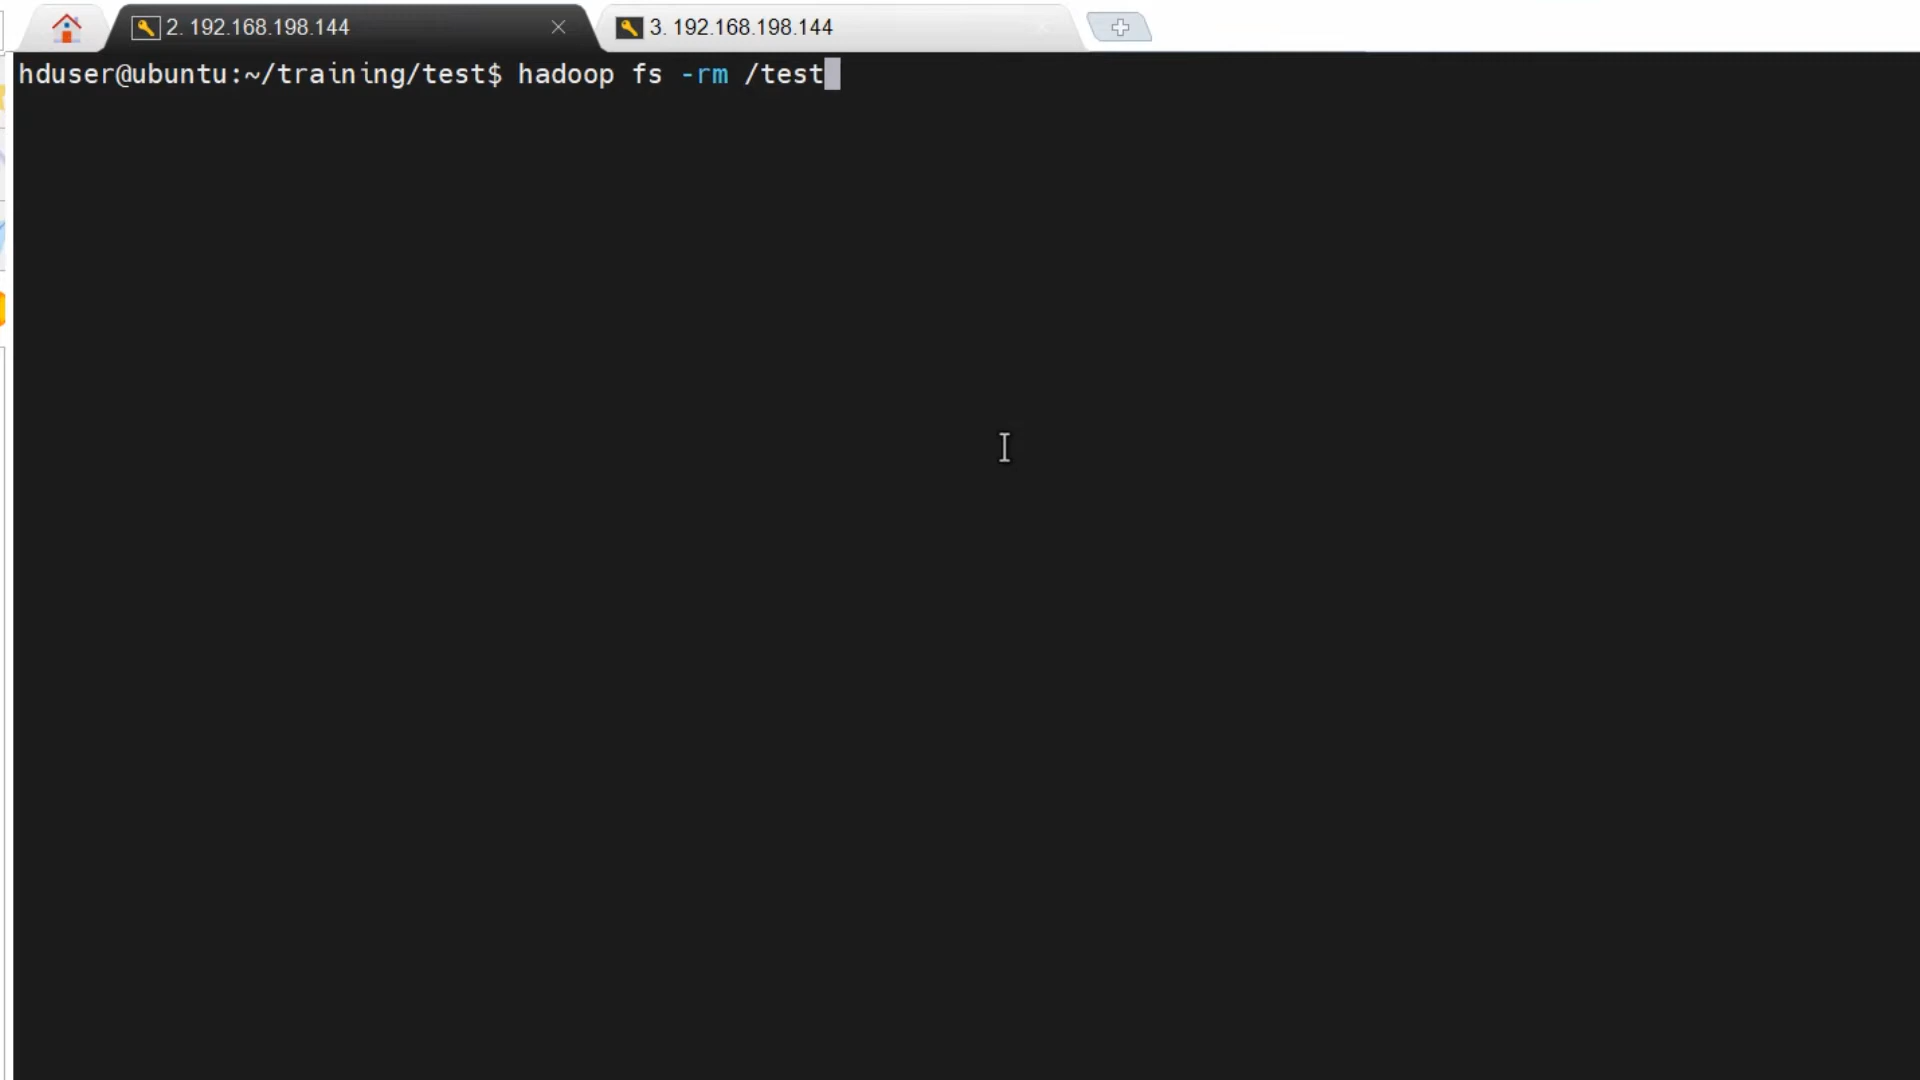 2. 192.168.198.144
3. 192.168.198.144
hduser@ubuntu:~/training/test$ hadoop fs -rm /test